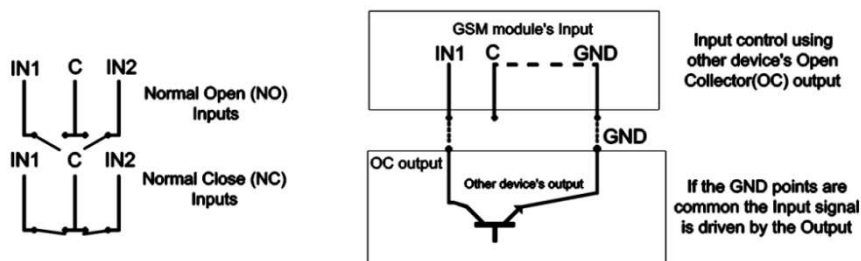 IN1 C IN2
Normal Open (NO)
Inputs
IN1 C IN2
Normal Close (NC)
Inputs
GSM module's Input
IN1 C GND
GND
OC output
Other device's output
Input control using
other device's Open
Collector(OC) output
If the GND points are
common the Input signal
is driven by the Output